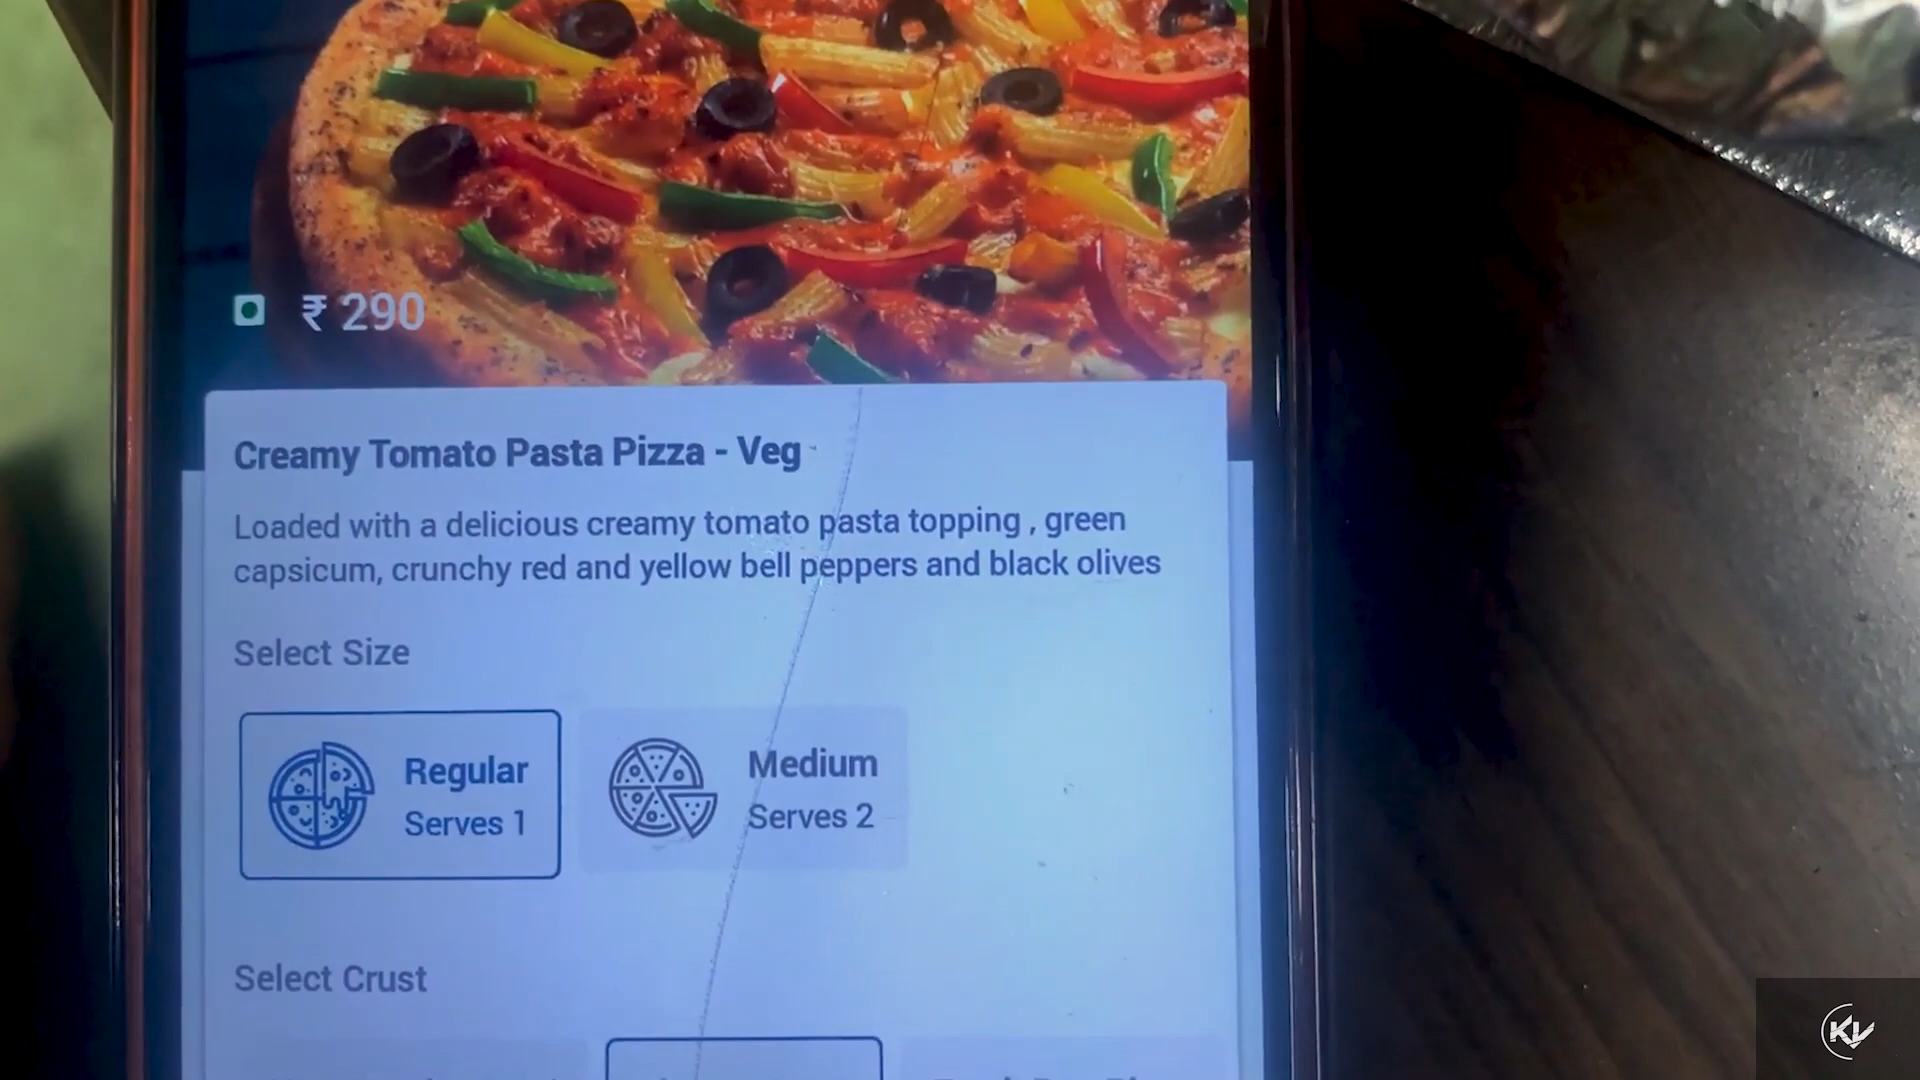 ₹ 290
Creamy Tomato Pasta Pizza - Veg
Loaded with a delicious creamy tomato pasta topping , green
capsicum, crunchy red and yellow bell peppers and black olives
Select Size
Regular
Serves 1
Medium
Serves 2
Select Crust
KV